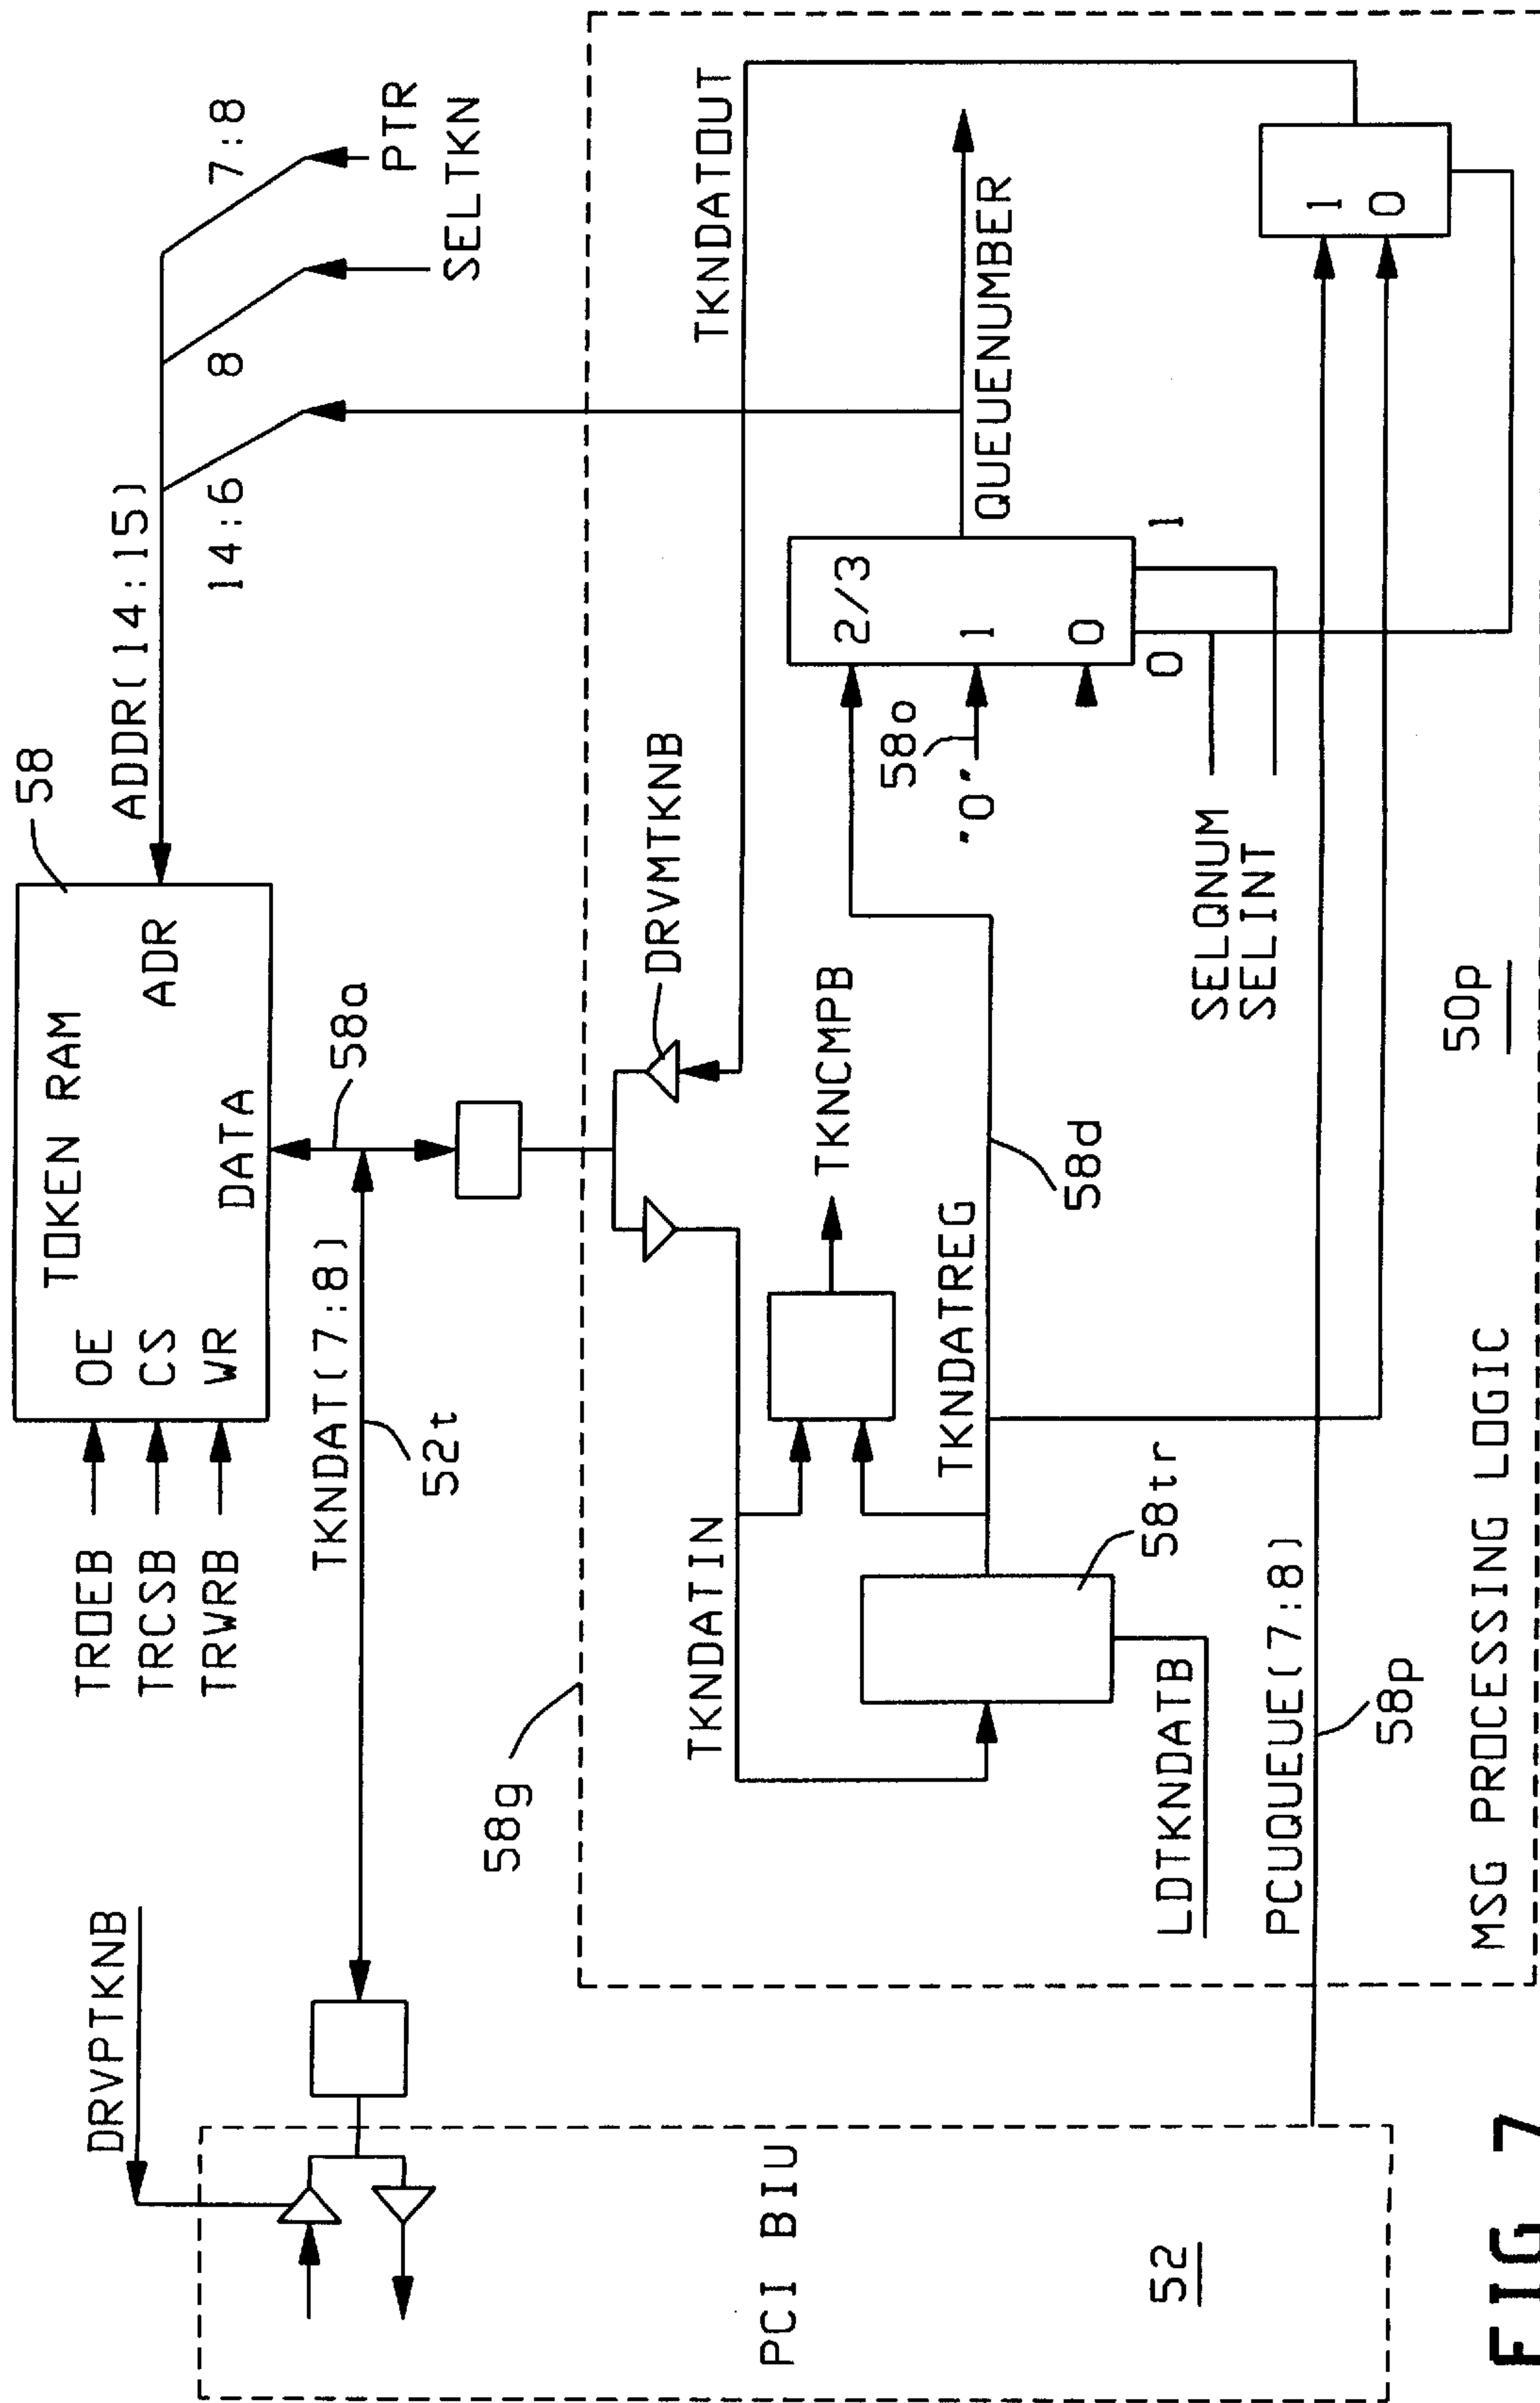 DRVPTKNB
PCI BIU
52
TROEB
TRCSB
TRWRB
OE
CS
WR
TOKEN RAM
ADR
DATA
58
ADDR(14:15)
14:6
8
7:8
SELTKN
PTR
TKNDAT(7:8)
52t
58a
58g
TKNDATIN
TKNCMPB
DRVMTKNB
TKNDATOUT
TKNDATREG
58d
58tr
LDTKNDATB
58o
"0"
2/3
1
0
0
1
QUEUENUMBER
SELQNUM
SELINT
1
0
PCUQUEUE(7:8)
58p
MSG PROCESSING LOGIC
50p
FIG 7